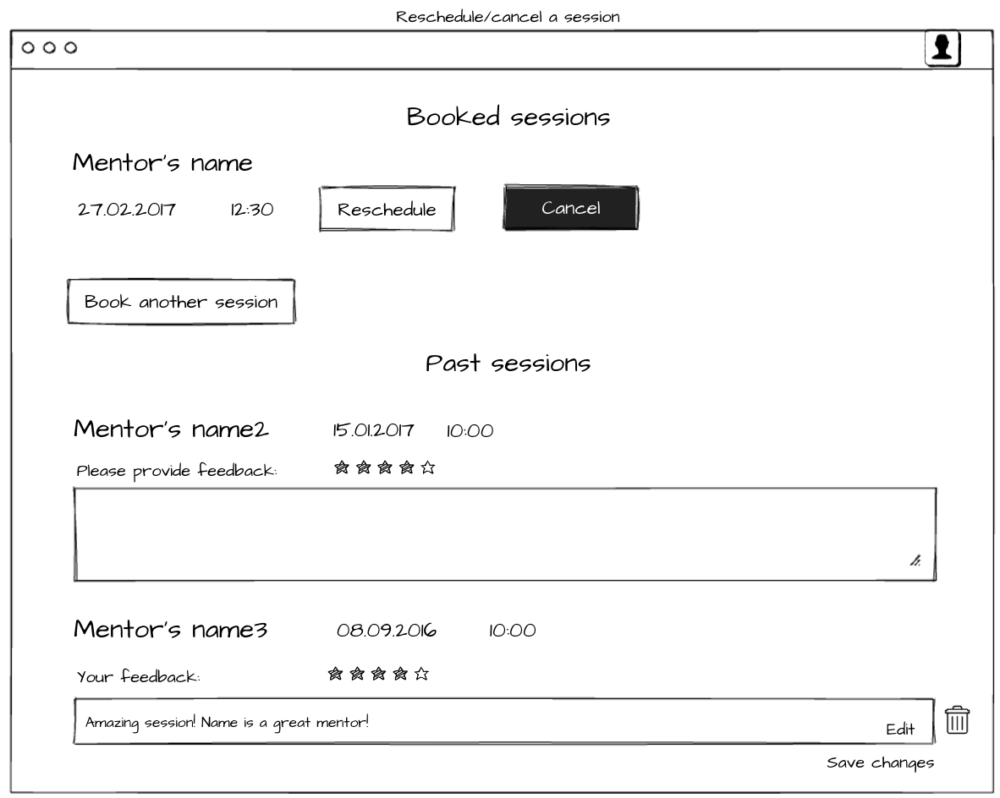 Reschedule/cancel a session
Booked sessions
Mentor's name
27.02.2017 12:30 Reschedule Cancel
Book another session
Past sessions
Mentor's name2 15.01.2017 10:00
Please provide feedback:
Mentor's name3 08.09.2016 10:00
Your feedback:
Amazing session! Name is a great mentor!
Edit
Save changes